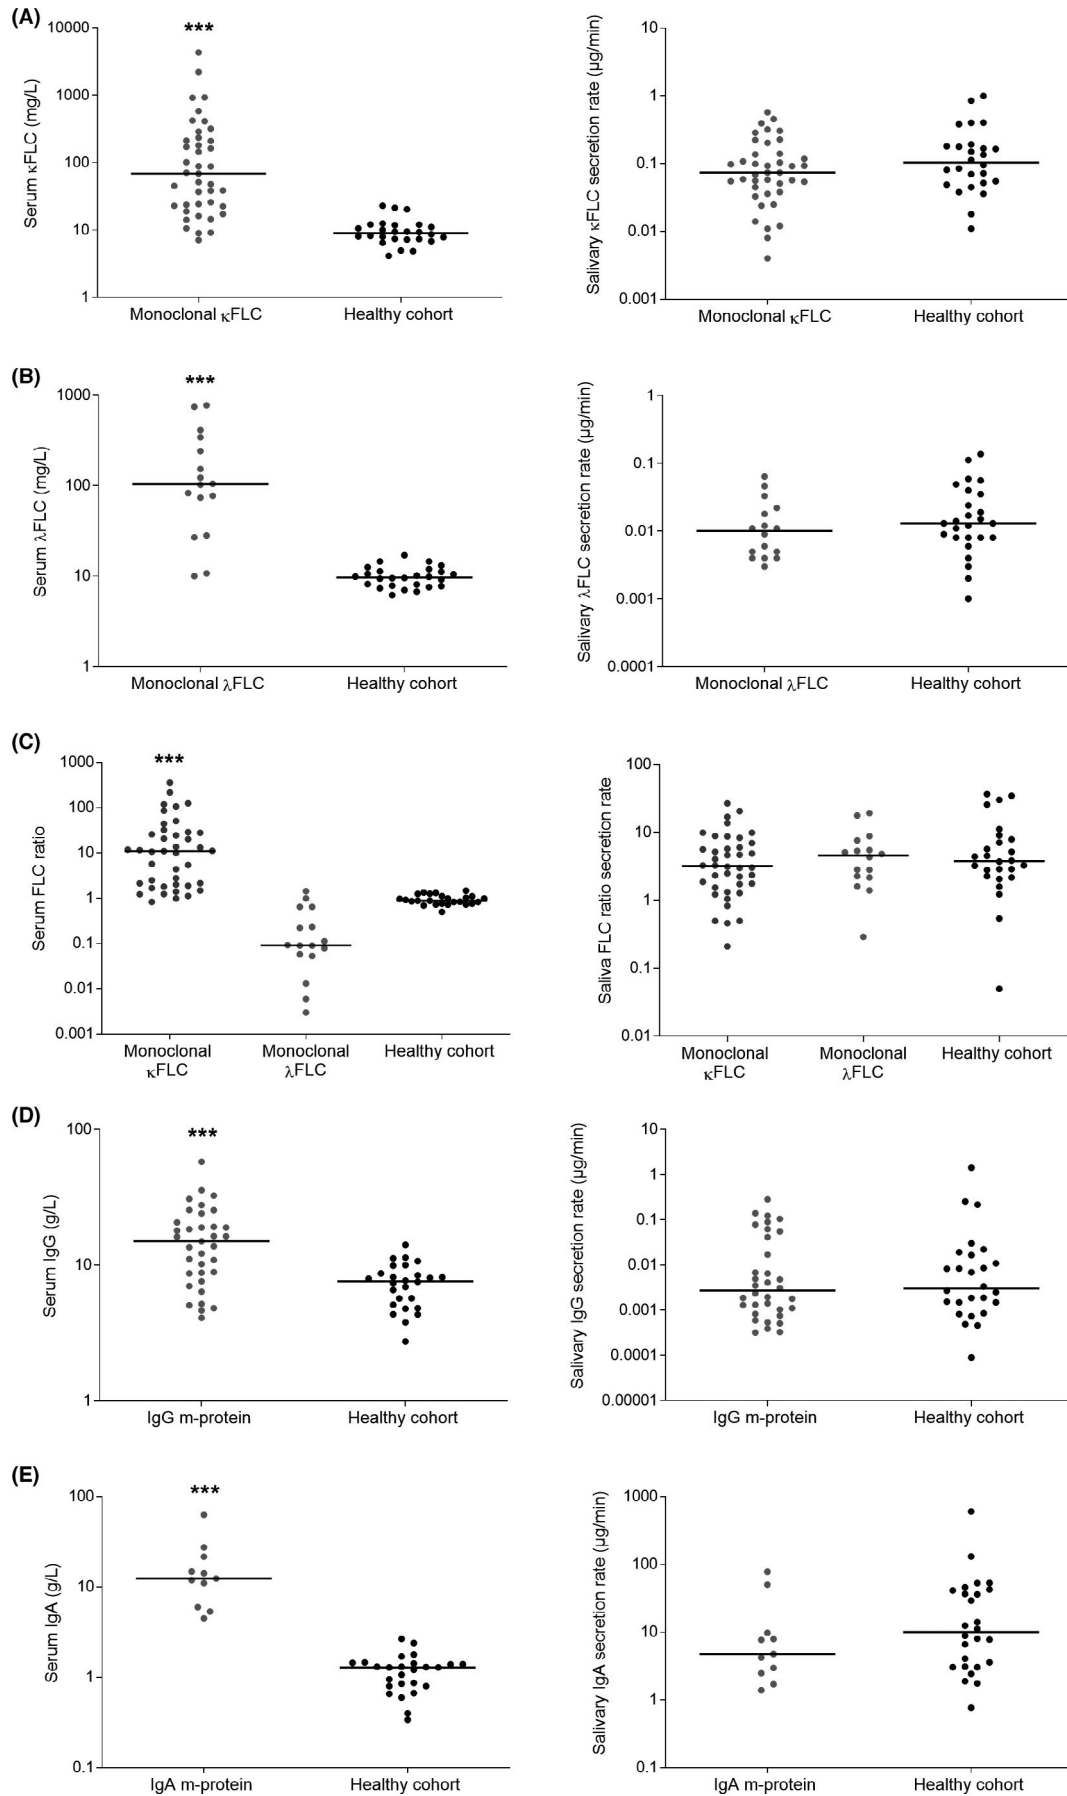 (A)
Serum κFLC (mg/L)
10000
1000
100
10
1
***
Monoclonal κFLC
Healthy cohort
Salivary κFLC secretion rate (µg/min)
10
1
0.1
0.01
0.001
Monoclonal κFLC
Healthy cohort
(B)
Serum λFLC (mg/L)
1000
100
10
1
***
Monoclonal λFLC
Healthy cohort
Salivary λFLC secretion rate (µg/min)
1
0.1
0.01
0.001
0.0001
Monoclonal λFLC
Healthy cohort
(C)
Serum FLC ratio
1000
100
10
1
0.1
0.01
0.001
***
Monoclonal
κFLC
Monoclonal
λFLC
Healthy cohort
Saliva FLC ratio secretion rate
100
10
1
0.1
0.01
Monoclonal
κFLC
Monoclonal
λFLC
Healthy cohort
(D)
Serum IgG (g/L)
100
10
1
***
IgG m-protein
Healthy cohort
Salivary IgG secretion rate (µg/min)
10
1
0.1
0.01
0.001
0.0001
0.00001
IgG m-protein
Healthy cohort
(E)
Serum IgA (g/L)
100
10
1
0.1
***
IgA m-protein
Healthy cohort
Salivary IgA secretion rate (µg/min)
1000
100
10
1
0.1
IgA m-protein
Healthy cohort